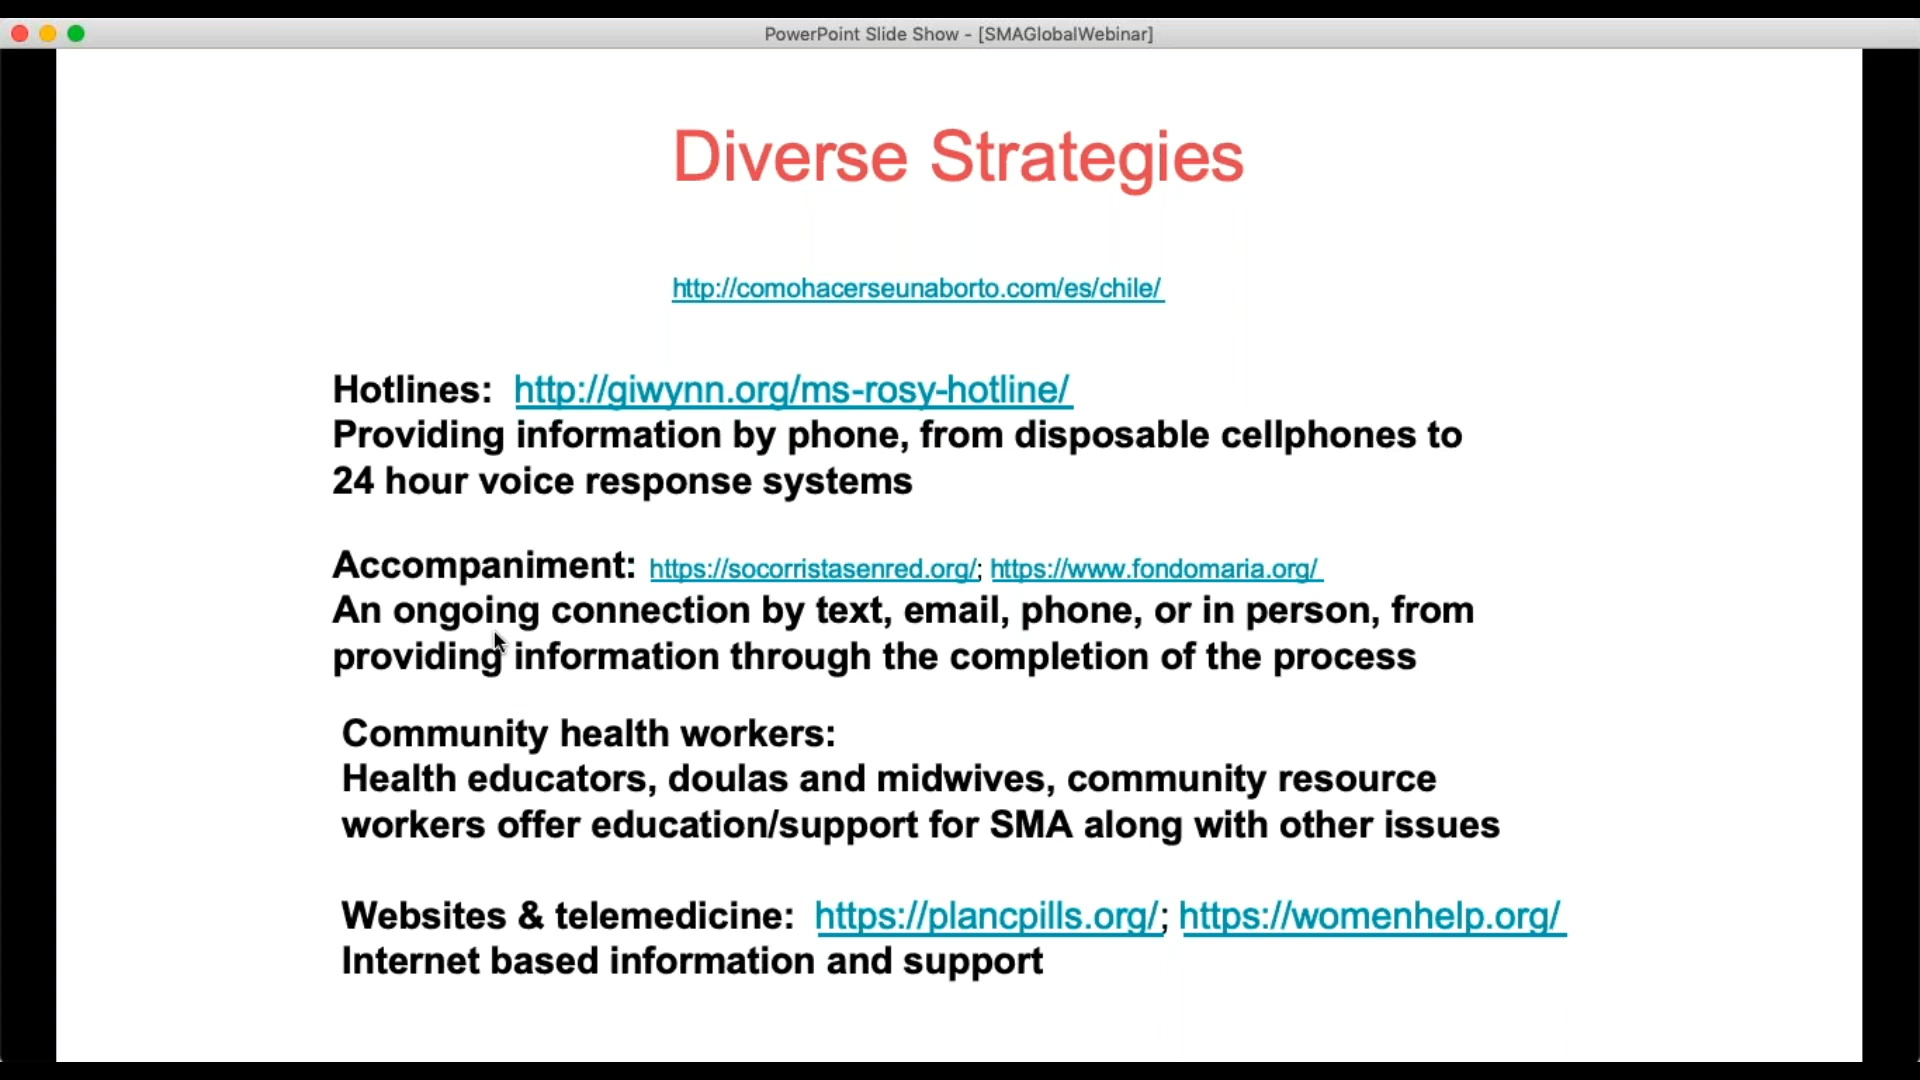 PowerPoint Slide Show - [SMAGlobalWebinar]
Diverse Strategies
http://comohacerseunaborto.com/es/chile/
Hotlines: http://giwynn.org/ms-rosy-hotline/
Providing information by phone, from disposable cellphones to
24 hour voice response systems
Accompaniment: https://socorristasenred.org/; https://www.fondomaria.org/
An ongoing connection by text, email, phone, or in person, from
providing information through the completion of the process
Community health workers:
Health educators, doulas and midwives, community resource
workers offer education/support for SMA along with other issues
Websites & telemedicine: https://plancpills.org/; https://womenhelp.org/
Internet based information and support